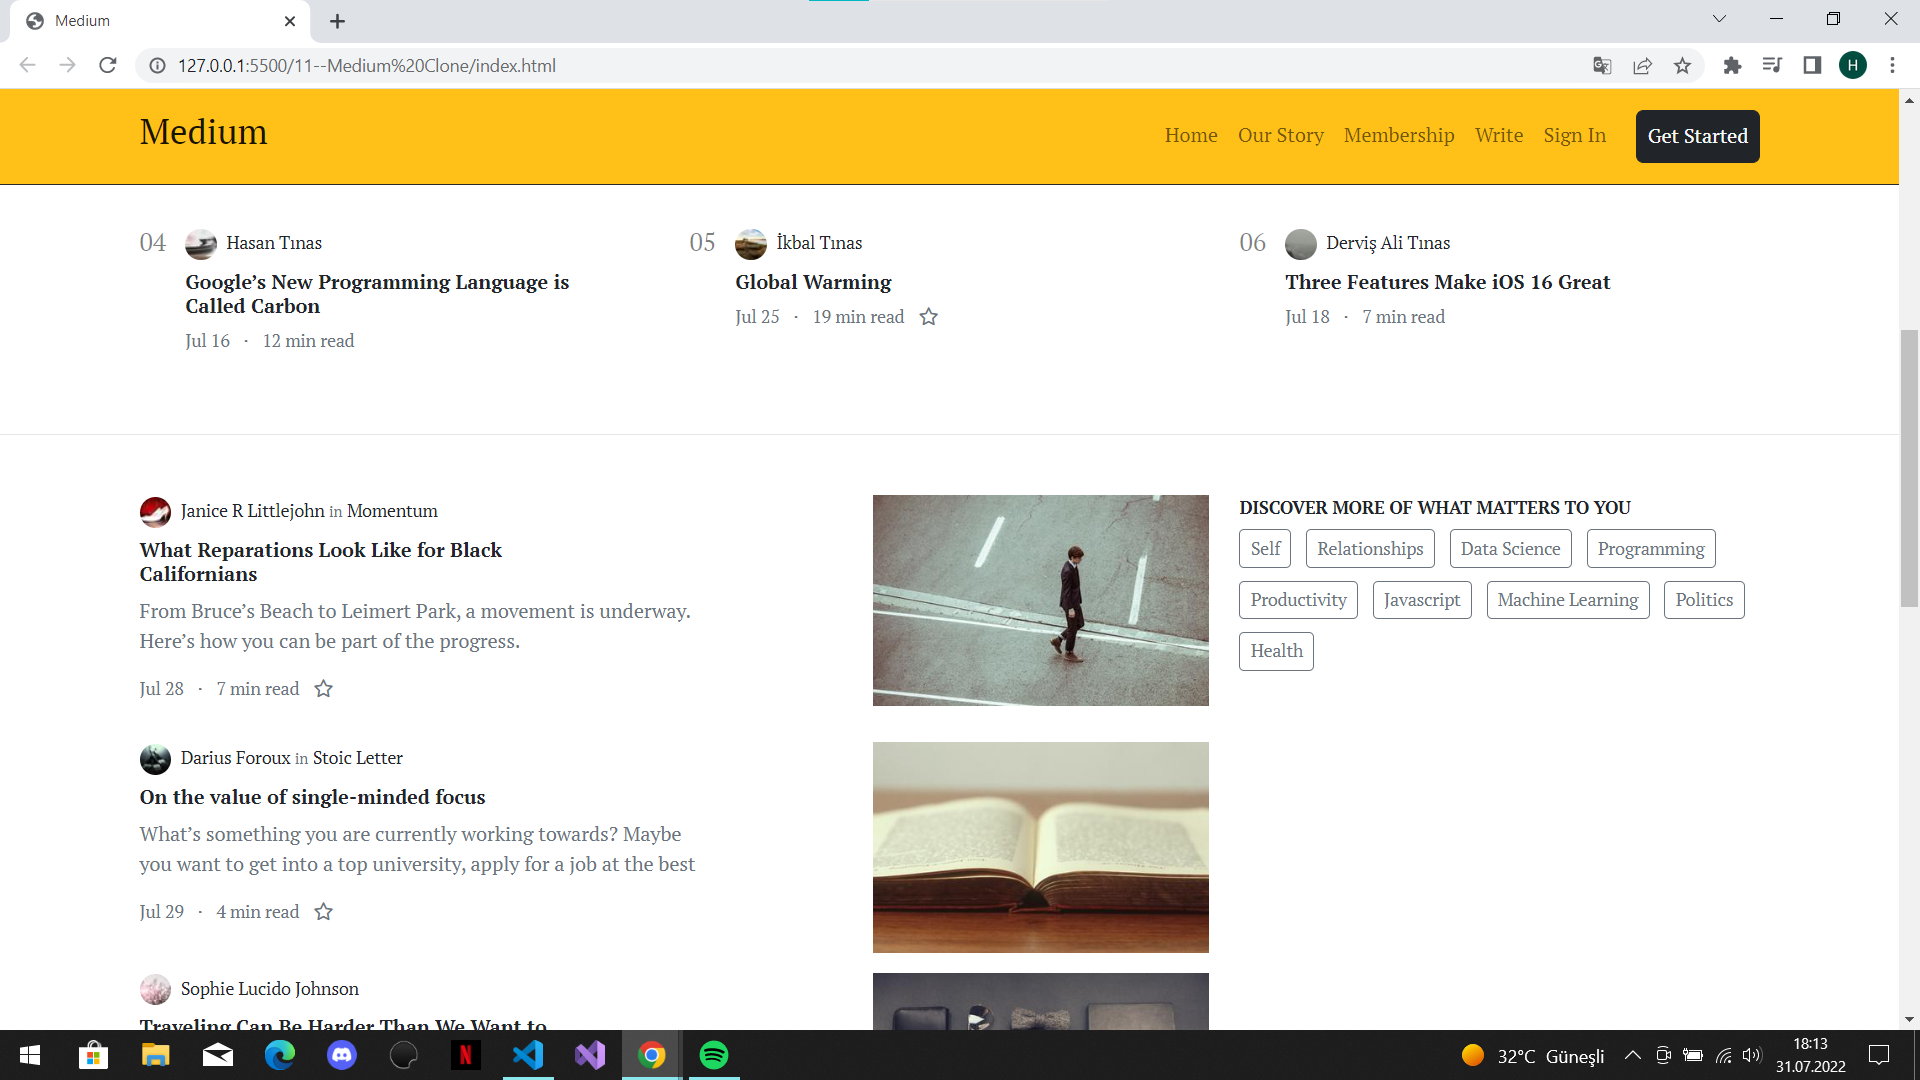 Medium
127.0.0.1:5500/11--Medium%20Clone/index.html
H
Medium
Home Our Story Membership Write Sign In Get Started
04 Hasan Tınas
Google’s New Programming Language is
Called Carbon
Jul 16 · 12 min read
05 İkbal Tınas
Global Warming
Jul 25 · 19 min read
06 Derviş Ali Tınas
Three Features Make iOS 16 Great
Jul 18 · 7 min read
Janice R Littlejohn in Momentum
What Reparations Look Like for Black
Californians
From Bruce’s Beach to Leimert Park, a movement is underway.
Here’s how you can be part of the progress.
Jul 28 · 7 min read
Darius Foroux in Stoic Letter
On the value of single-minded focus
What’s something you are currently working towards? Maybe
you want to get into a top university, apply for a job at the best
Jul 29 · 4 min read
Sophie Lucido Johnson
Traveling Can Be Harder Than We Want to
DISCOVER MORE OF WHAT MATTERS TO YOU
Self Relationships Data Science Programming
Productivity Javascript Machine Learning Politics
Health
N
32°C Güneşli
18:13
31.07.2022